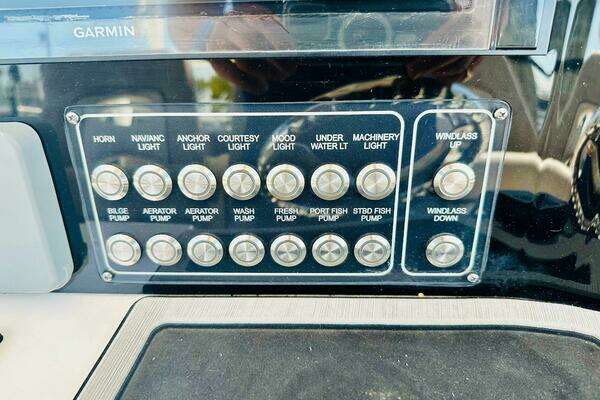 GARMIN
HORN NAV/ANC LIGHT ANCHOR LIGHT COURTESY LIGHT MOOD LIGHT UNDER WATER LT MACHINERY LIGHT
WINDLASS UP
BILGE PUMP AERATOR PUMP AERATOR PUMP WASH PUMP FRESH PUMP PORT FISH PUMP STBD FISH PUMP
WINDLASS DOWN